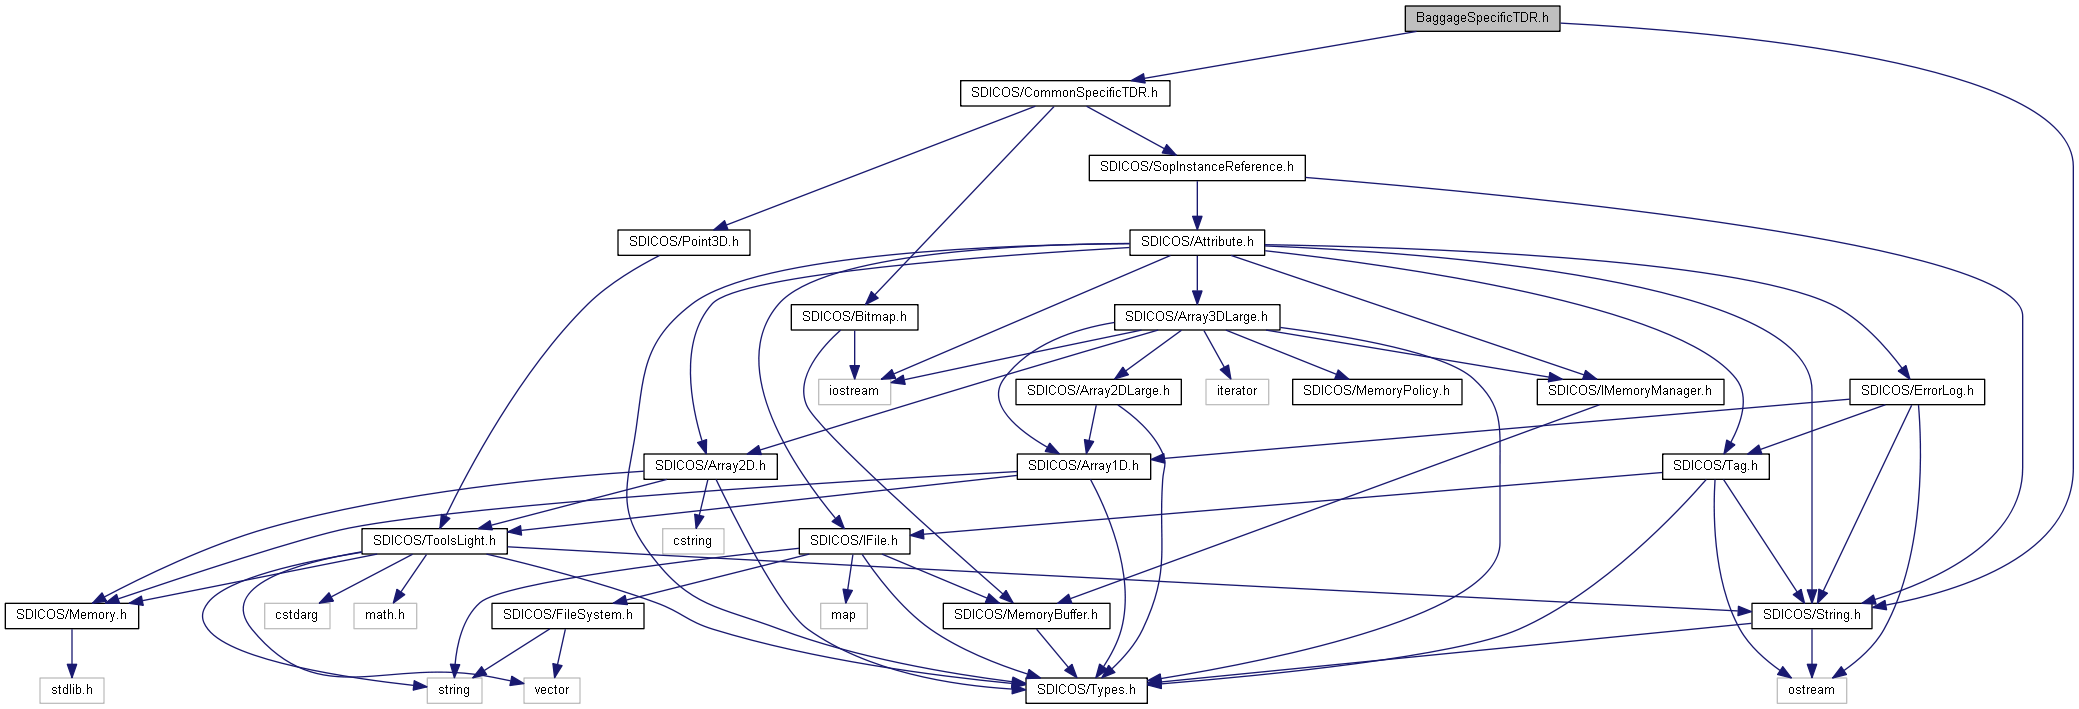 BaggageSpecificTDR.h
SDICOS/CommonSpecificTDR.h
SDICOS/SopInstanceReference.h
SDICOS/Point3D.h
SDICOS/Attribute.h
SDICOS/Bitmap.h
SDICOS/Array3DLarge.h
iostream
SDICOS/Array2DLarge.h
iterator
SDICOS/MemoryPolicy.h
SDICOS/IMemoryManager.h
SDICOS/ErrorLog.h
SDICOS/Array2D.h
SDICOS/Array1D.h
SDICOS/Tag.h
SDICOS/ToolsLight.h
cstring
SDICOS/IFile.h
SDICOS/Memory.h
cstdarg
math.h
SDICOS/FileSystem.h
map
SDICOS/MemoryBuffer.h
SDICOS/String.h
stdlib.h
string
vector
SDICOS/Types.h
ostream